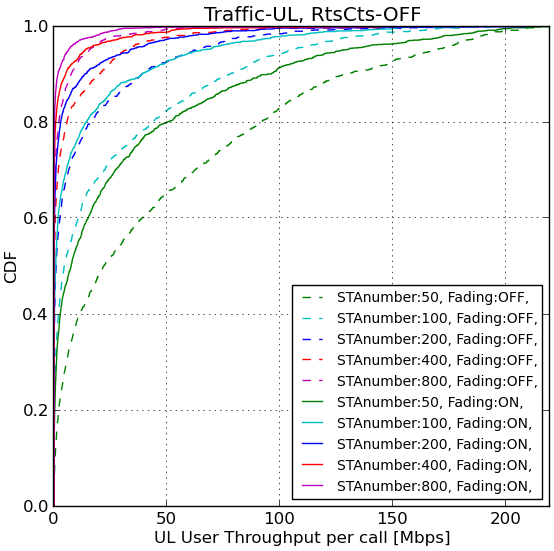 Traffic-UL, RtsCts-OFF
1.0
0.8
0.6
0.4
0.2
0.0
CDF
STAnumber:50, Fading:OFF,
STAnumber:100, Fading:OFF,
STAnumber:200, Fading:OFF,
STAnumber:400, Fading:OFF,
STAnumber:800, Fading:OFF,
STAnumber:50, Fading:ON,
STAnumber:100, Fading:ON,
STAnumber:200, Fading:ON,
STAnumber:400, Fading:ON,
STAnumber:800, Fading:ON,
0 50 100 150 200
UL User Throughput per call [Mbps]